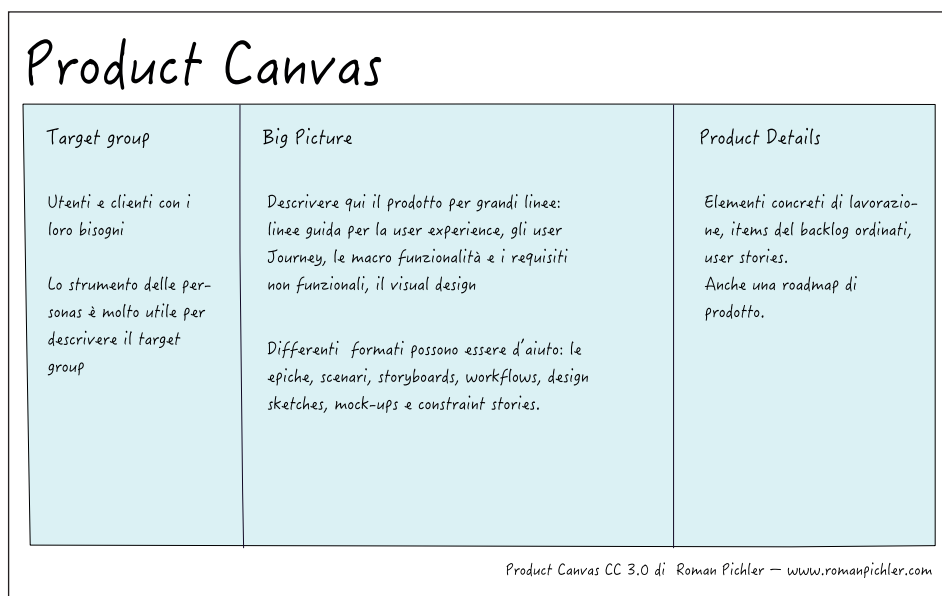 Product Canvas
Target group
Utenti e clienti con i
loro bisogni
Lo strumento delle per-
sonas è molto utile per
descrivere il target
group
Big Picture
Descrivere qui il prodotto per grandi linee:
linee guida per la user experience, gli user
Journey, le macro funzionalità e i requisiti
non funzionali, il visual design
Differenti formati possono essere d'aiuto: le
epiche, scenari, storyboards, workflows, design
sketches, mock-ups e constraint stories.
Product Details
Elementi concreti di lavorazio-
ne, items del backlog ordinati,
user stories.
Anche una roadmap di
prodotto.
Product Canvas CC 3.0 di Roman Pichler – www.romanpichler.com